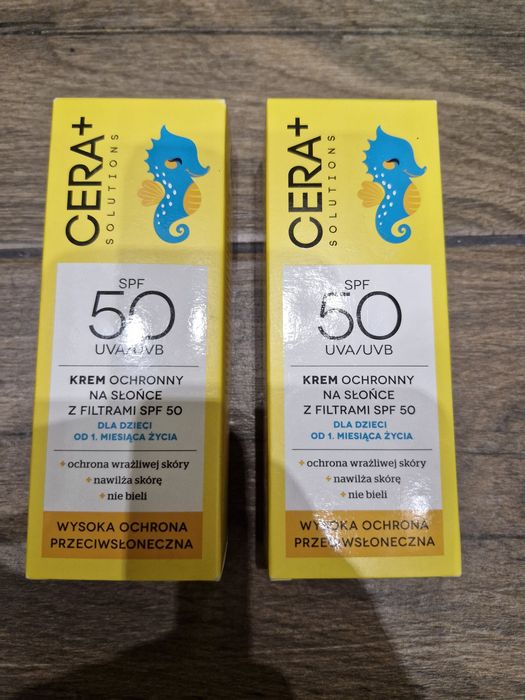 CERA+
SOLUTIONS
SPF
50
UVA/UVB
KREM OCHRONNY
NA SŁOŃCE
Z FILTRAMI SPF 50
DLA DZIECI
OD 1. MIESIĄCA ŻYCIA
+ ochrona wrażliwej skóry
+ nawilża skórę
+ nie bieli
WYSOKA OCHRONA
PRZECIWSŁONECZNA
CERA+
SOLUTIONS
SPF
50
UVA/UVB
KREM OCHRONNY
NA SŁOŃCE
Z FILTRAMI SPF 50
DLA DZIECI
OD 1. MIESIĄCA ŻYCIA
+ ochrona wrażliwej skóry
+ nawilża skórę
+ nie bieli
WYSOKA OCHRONA
PRZECIWSŁONECZNA